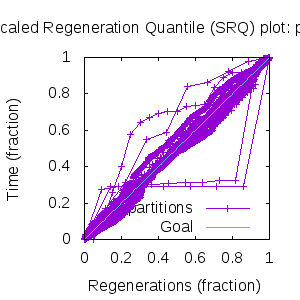 caled Regeneration Quantile (SRQ) plot: p
1
0.8
0.6
0.4
0.2
0
0 0.2 0.4 0.6 0.8 1
Time (fraction)
partitions
Goal
Regenerations (fraction)